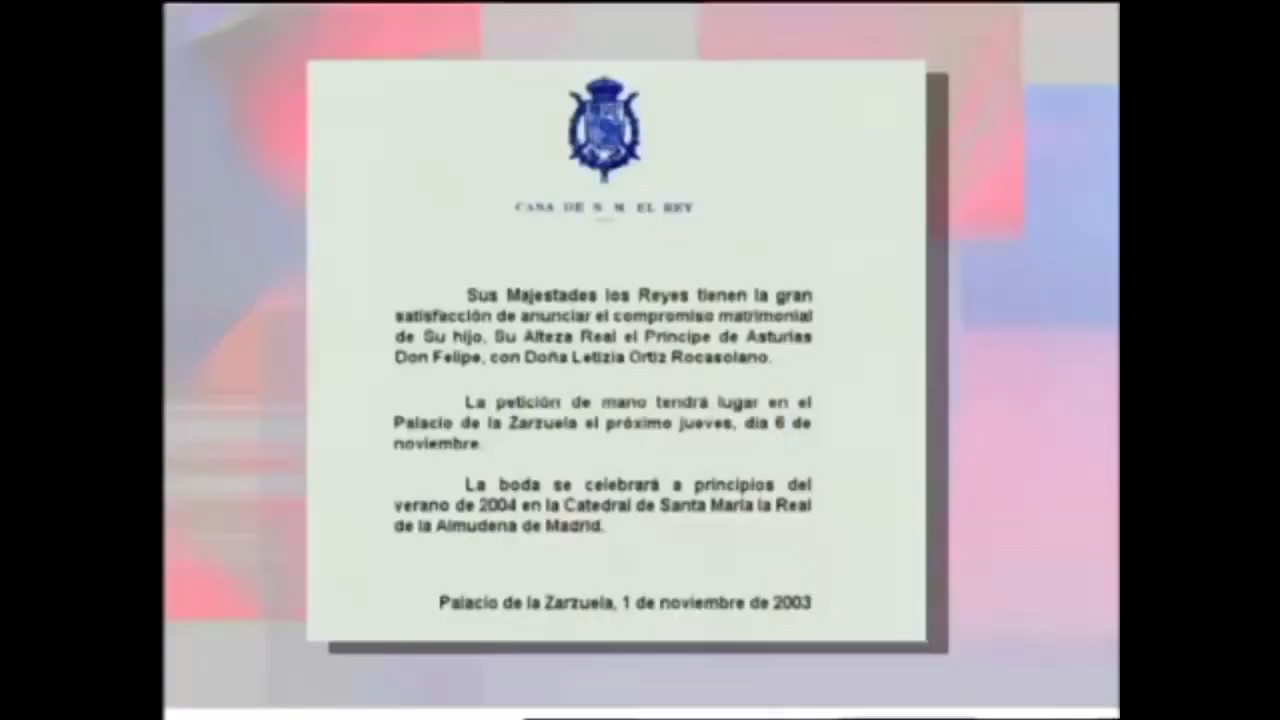 CASA DE S. M. EL REY
Sus Majestades los Reyes tienen la gran
satisfacción de anunciar el compromiso matrimonial
de Su hijo, Su Alteza Real el Príncipe de Asturias
Don Felipe, con Doña Letizia Ortiz Rocasolano.
La petición de mano tendrá lugar en el
Palacio de la Zarzuela el próximo jueves, día 6 de
noviembre.
La boda se celebrará a principios del
verano de 2004 en la Catedral de Santa María la Real
de la Almudena de Madrid.
Palacio de la Zarzuela, 1 de noviembre de 2003